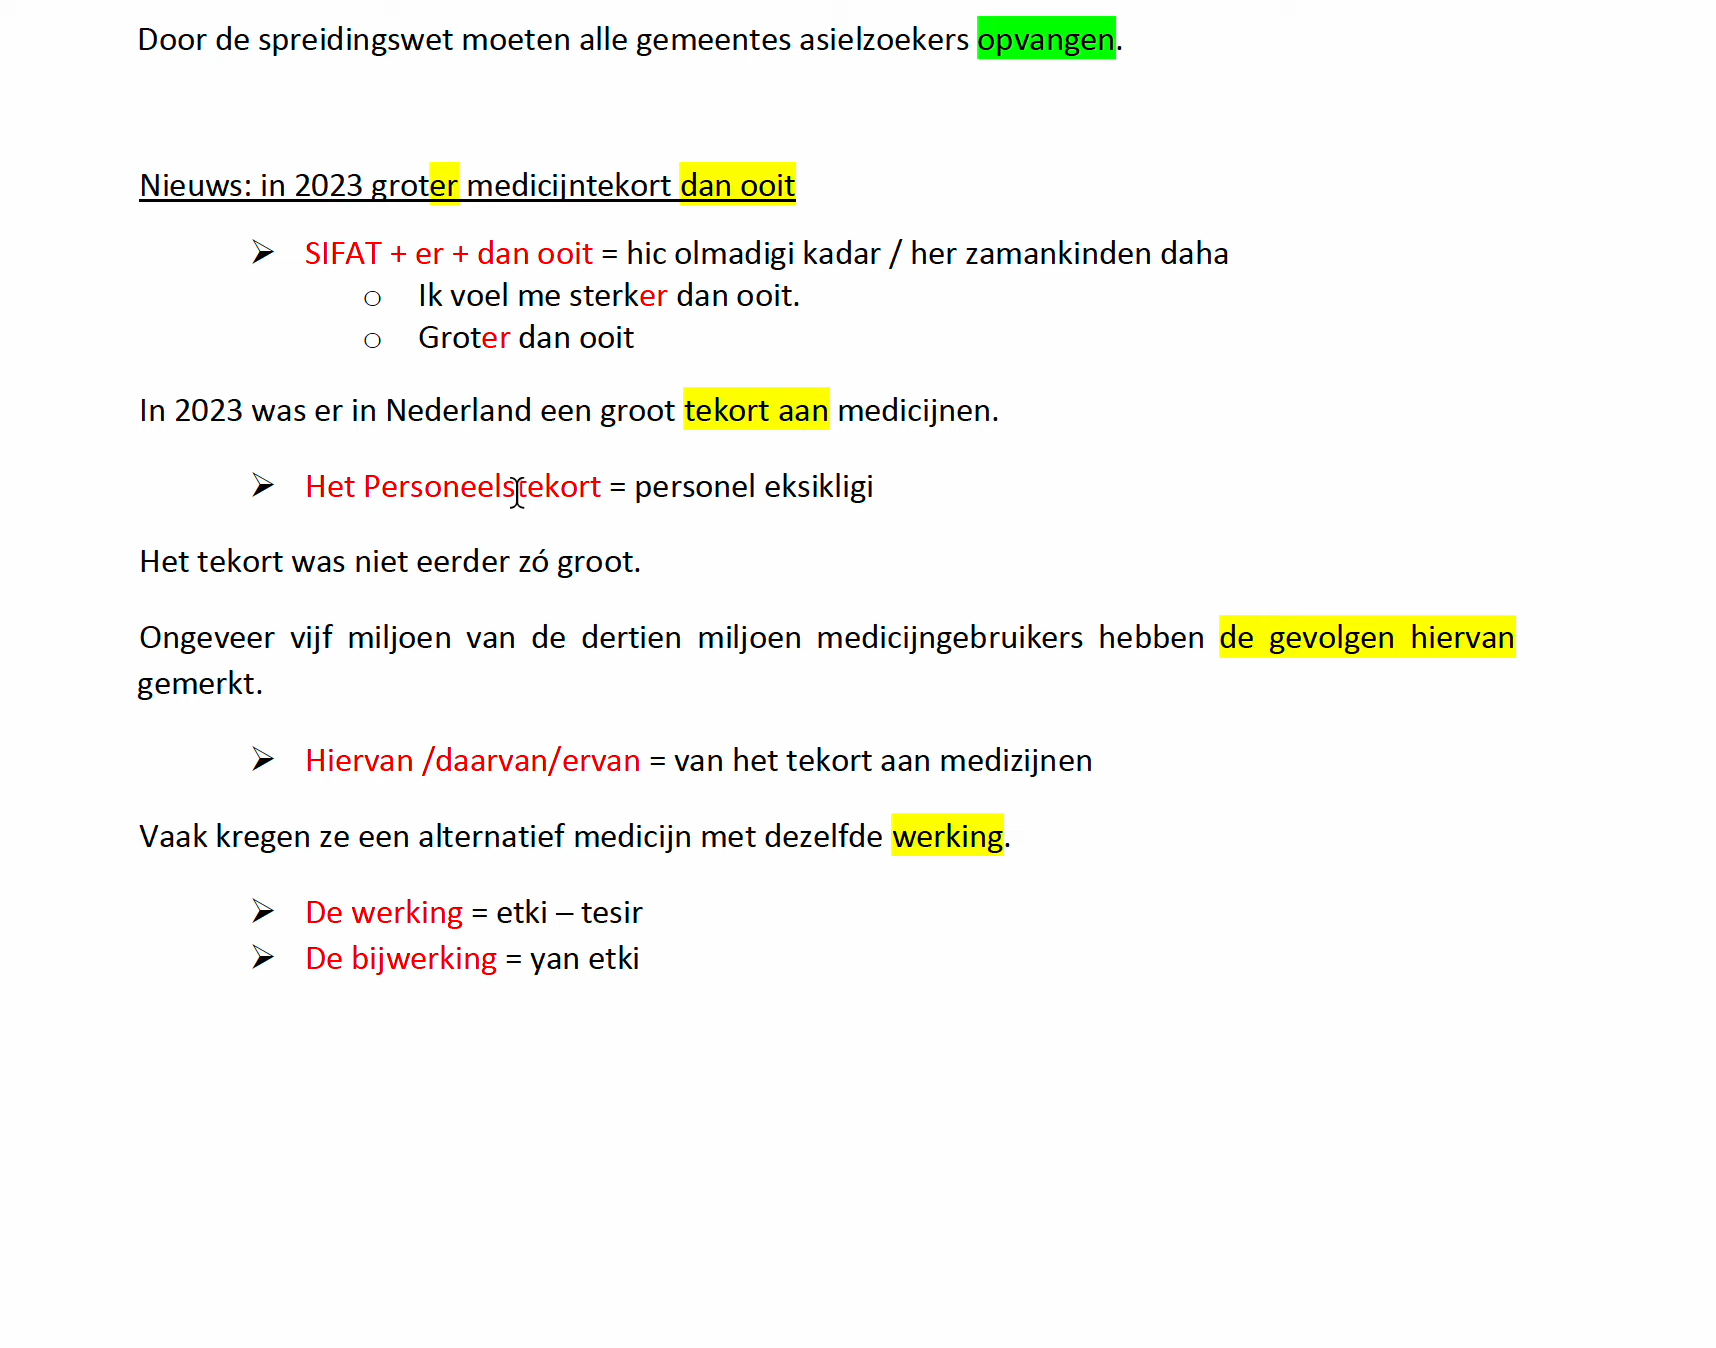 Door de spreidingswet moeten alle gemeentes asielzoekers opvangen.
Nieuws: in 2023 groter medicijntekort dan ooit
➢ SIFAT + er + dan ooit = hic olmadigi kadar / her zamankinden daha
o Ik voel me sterker dan ooit.
o Groter dan ooit
In 2023 was er in Nederland een groot tekort aan medicijnen.
➢ Het Personeelstekort = personel eksikligi
Het tekort was niet eerder zó groot.
Ongeveer vijf miljoen van de dertien miljoen medicijngebruikers hebben de gevolgen hiervan
gemerkt.
➢ Hiervan /daarvan/ervan = van het tekort aan medizijnen
Vaak kregen ze een alternatief medicijn met dezelfde werking.
➢ De werking = etki – tesir
➢ De bijwerking = yan etki